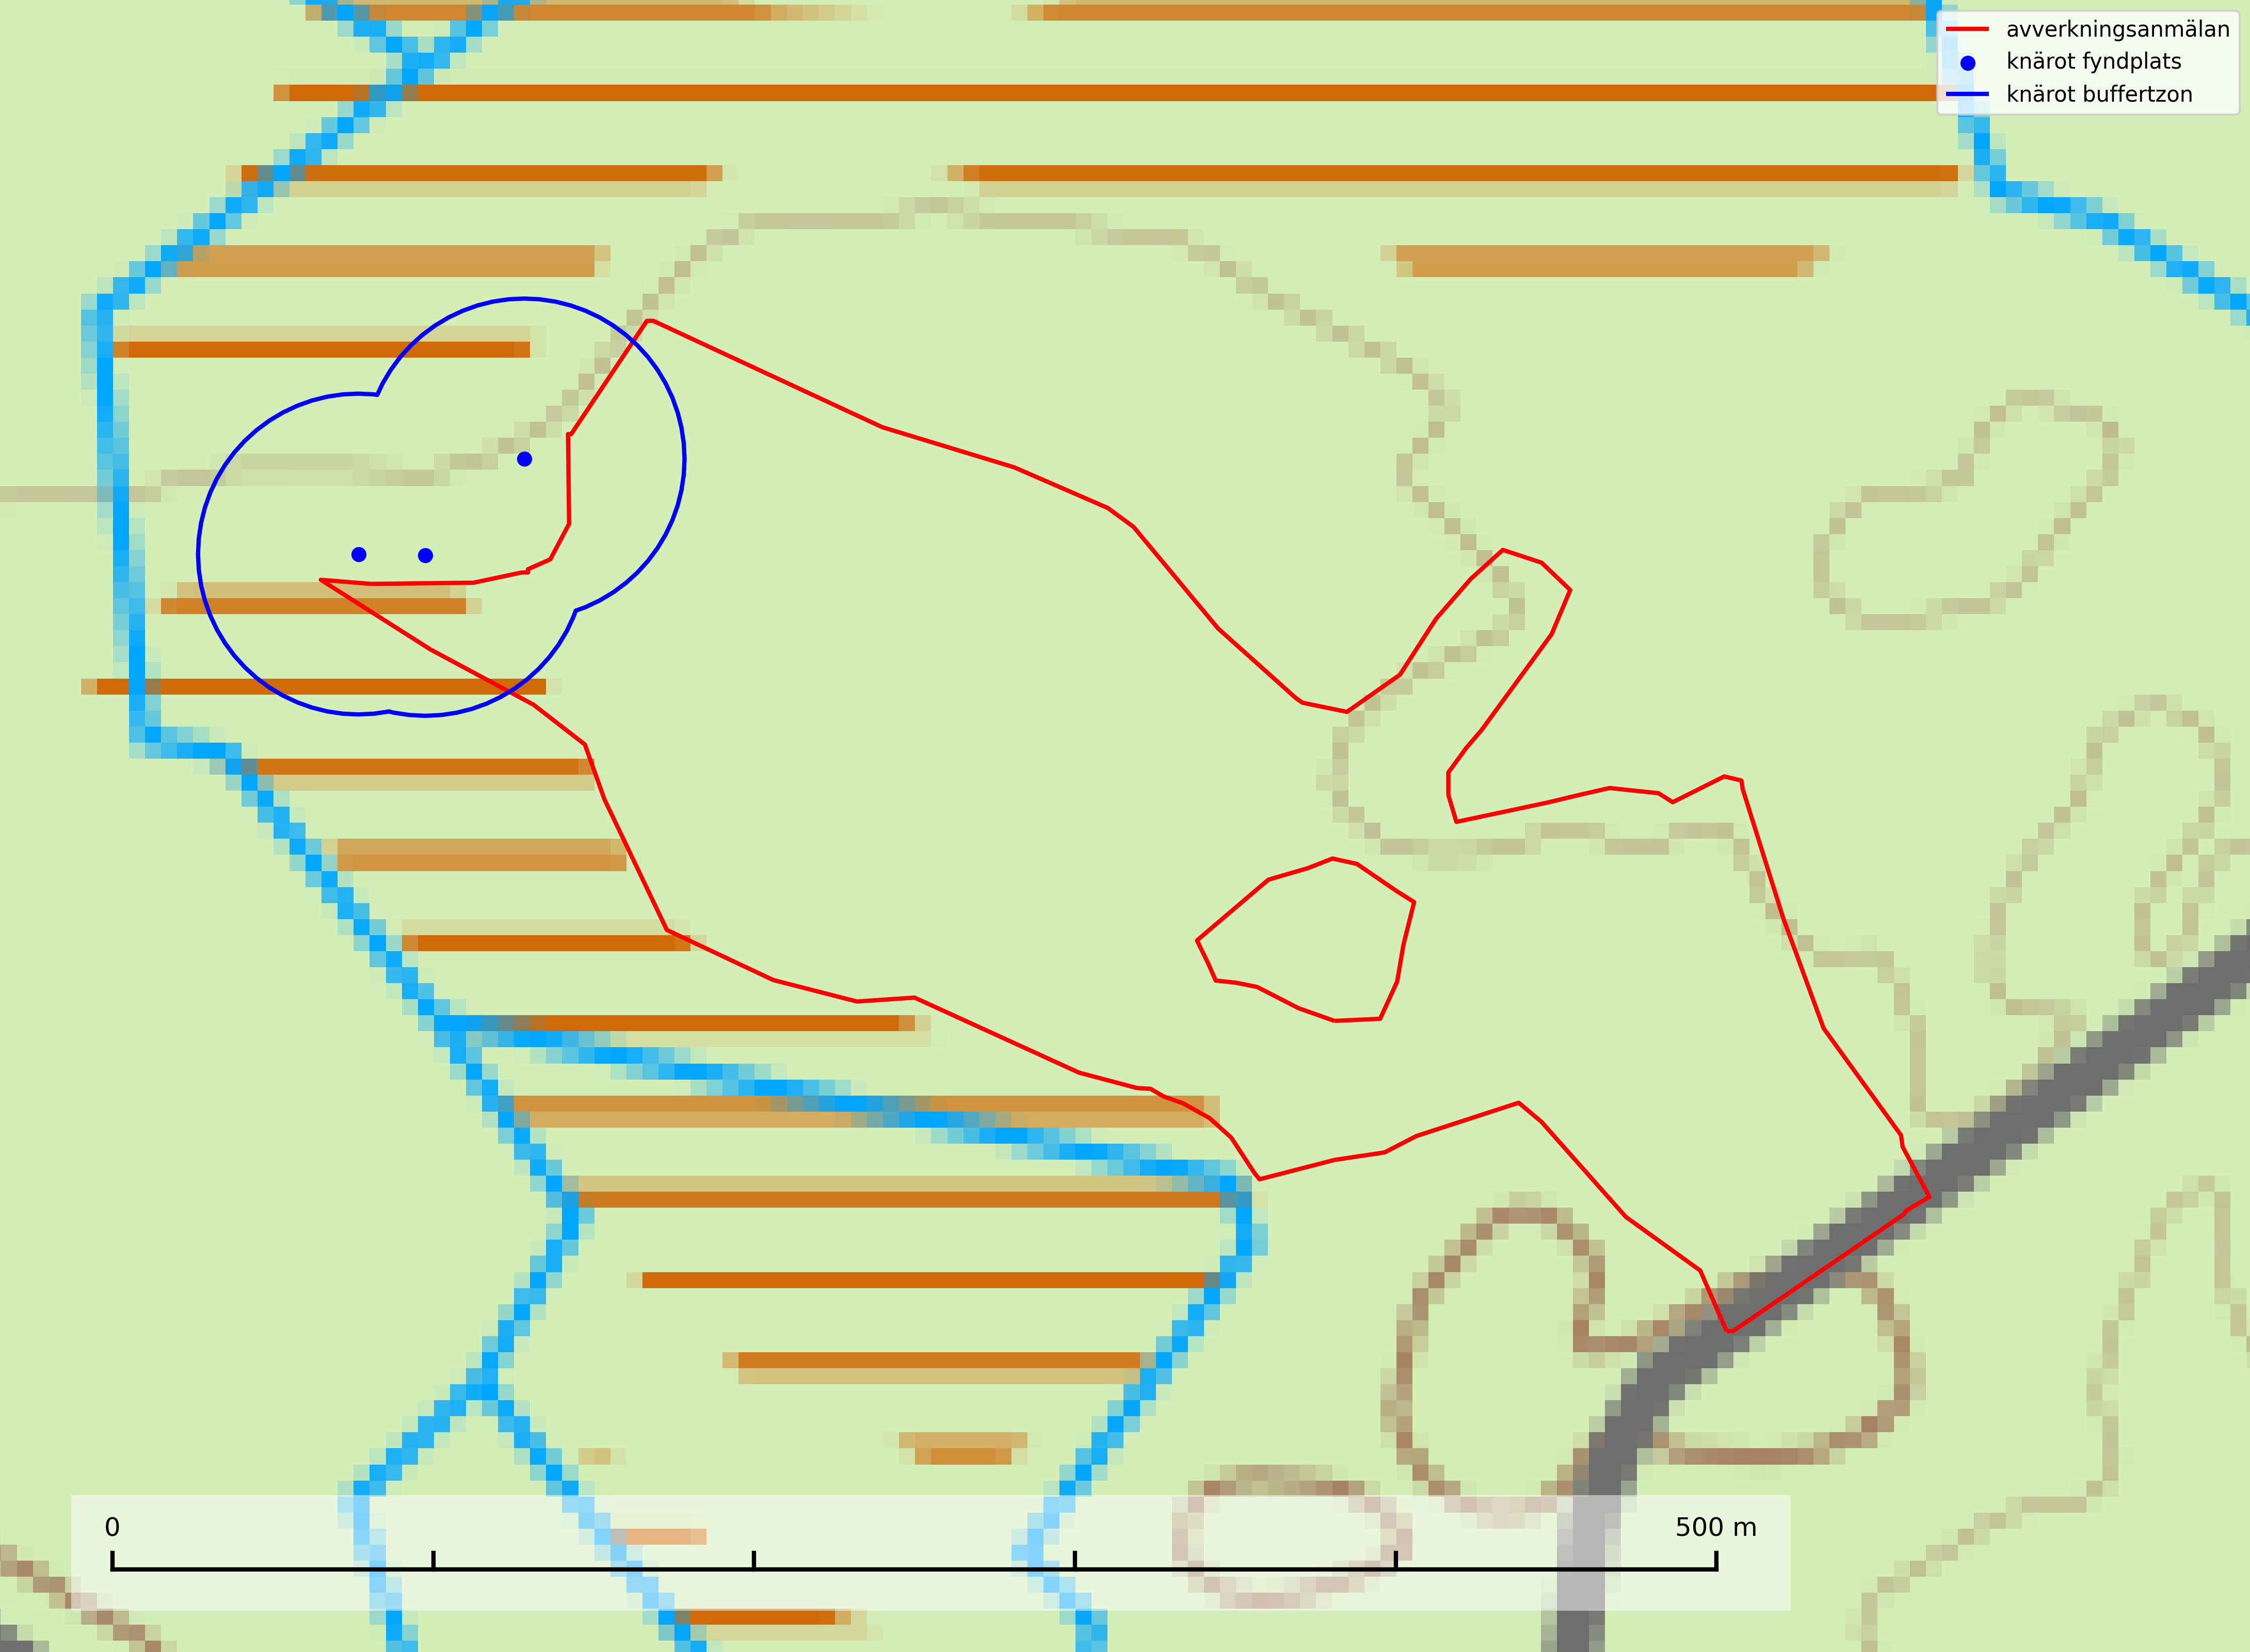 avverkningsanmälan
knärot fyndplats
knärot buffertzon
0
500 m